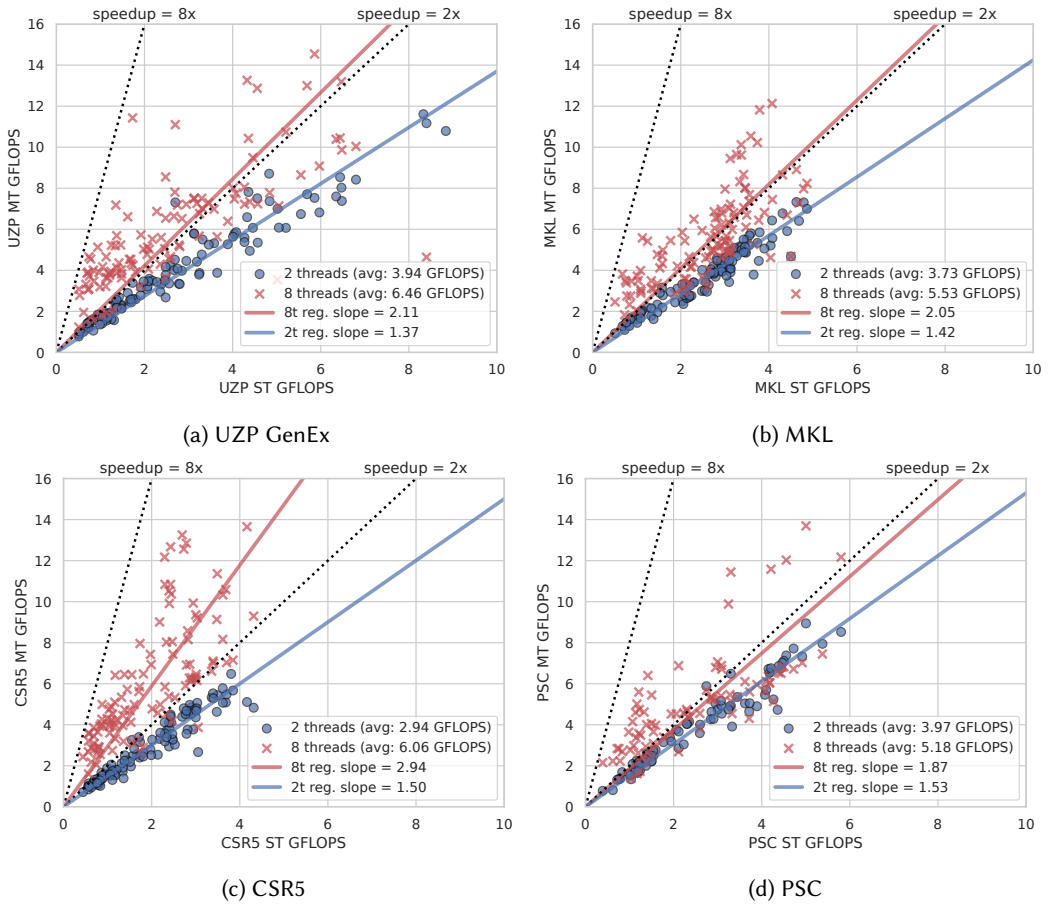 speedup = 8x
speedup = 2x
16
14
12
10
8
6
4
2
0
UZP MT GFLOPS
2 threads (avg: 3.94 GFLOPS)
8 threads (avg: 6.46 GFLOPS)
8t reg. slope = 2.11
2t reg. slope = 1.37
0 2 4 6 8 10
UZP ST GFLOPS
(a) UZP GenEx
speedup = 8x
speedup = 2x
16
14
12
10
8
6
4
2
0
MKL MT GFLOPS
2 threads (avg: 3.73 GFLOPS)
8 threads (avg: 5.53 GFLOPS)
8t reg. slope = 2.05
2t reg. slope = 1.42
0 2 4 6 8 10
MKL ST GFLOPS
(b) MKL
speedup = 8x
speedup = 2x
16
14
12
10
8
6
4
2
0
CSR5 MT GFLOPS
2 threads (avg: 2.94 GFLOPS)
8 threads (avg: 6.06 GFLOPS)
8t reg. slope = 2.94
2t reg. slope = 1.50
0 2 4 6 8 10
CSR5 ST GFLOPS
(c) CSR5
speedup = 8x
speedup = 2x
16
14
12
10
8
6
4
2
0
PSC MT GFLOPS
2 threads (avg: 3.97 GFLOPS)
8 threads (avg: 5.18 GFLOPS)
8t reg. slope = 1.87
2t reg. slope = 1.53
0 2 4 6 8 10
PSC ST GFLOPS
(d) PSC